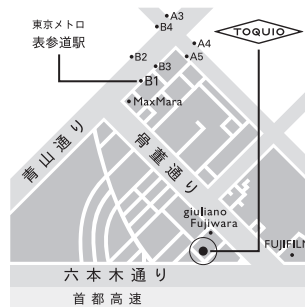 東京メトロ
表参道駅
A3
B4
A4
B2
A5
B3
B1
MaxMara
TOQUIO
青山通り
骨董通り
giuliano
Fujiwara
FUJIFILM
六本木通り
首都高速